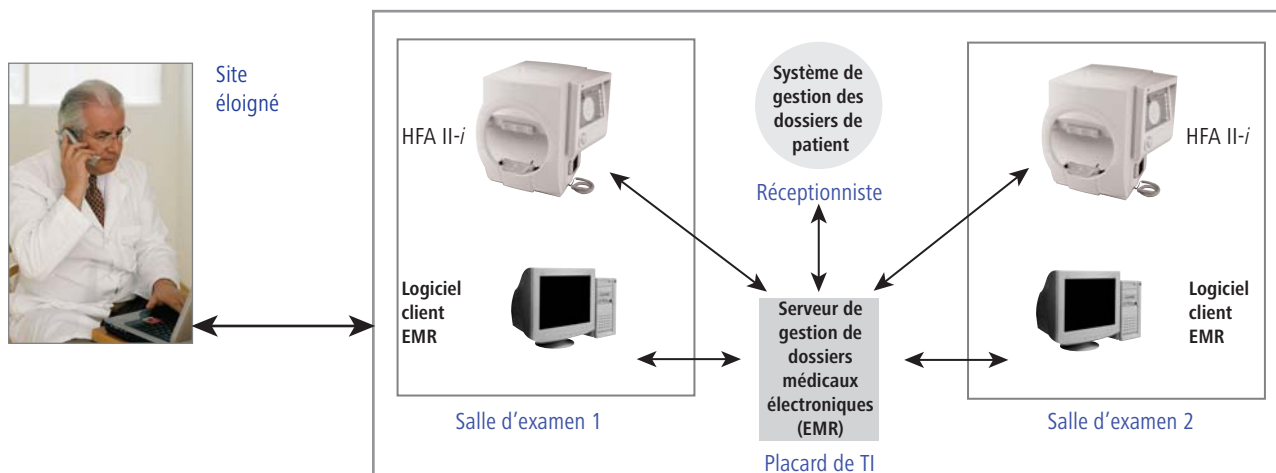 Site
éloigné
HFA II-i
Logiciel
client
EMR
Salle d'examen 1
Système de
gestion des
dossiers de
patient
Réceptionniste
Serveur de
gestion de
dossiers
médicaux
électroniques
(EMR)
Placard de TI
HFA II-i
Logiciel
client
EMR
Salle d'examen 2